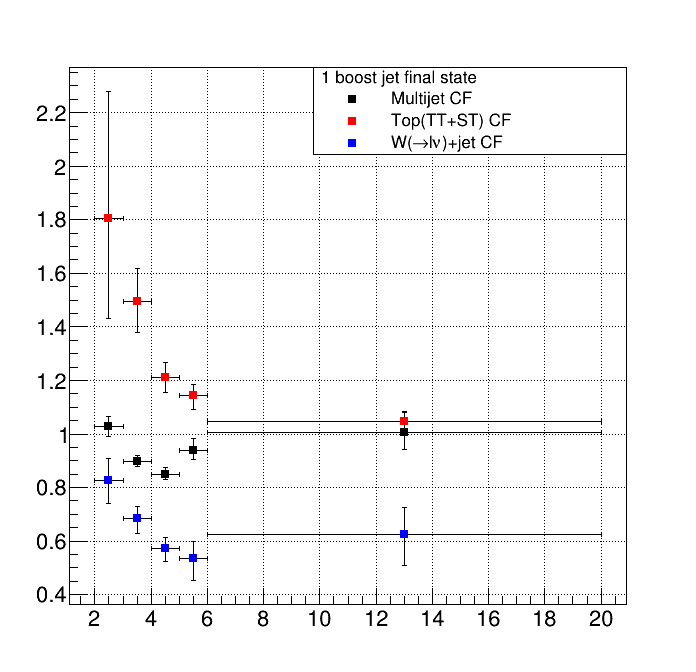 1 boost jet final state
Multijet CF
Top(TT+ST) CF
W(→lν)+jet CF
2.2
2
1.8
1.6
1.4
1.2
1
0.8
0.6
0.4
2 4 6 8 10 12 14 16 18 20